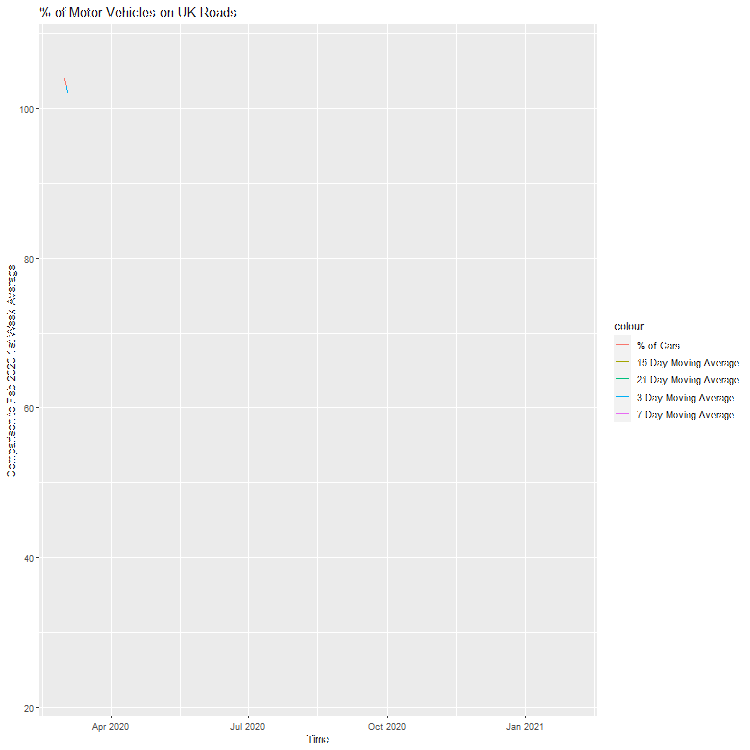 % of Motor Vehicles on UK Roads
100
80
60
40
20
Comparison to Feb 2020 1st Week Average
Apr 2020
Jul 2020
Oct 2020
Jan 2021
Time
colour
% of Cars
15 Day Moving Average
21 Day Moving Average
3 Day Moving Average
7 Day Moving Average